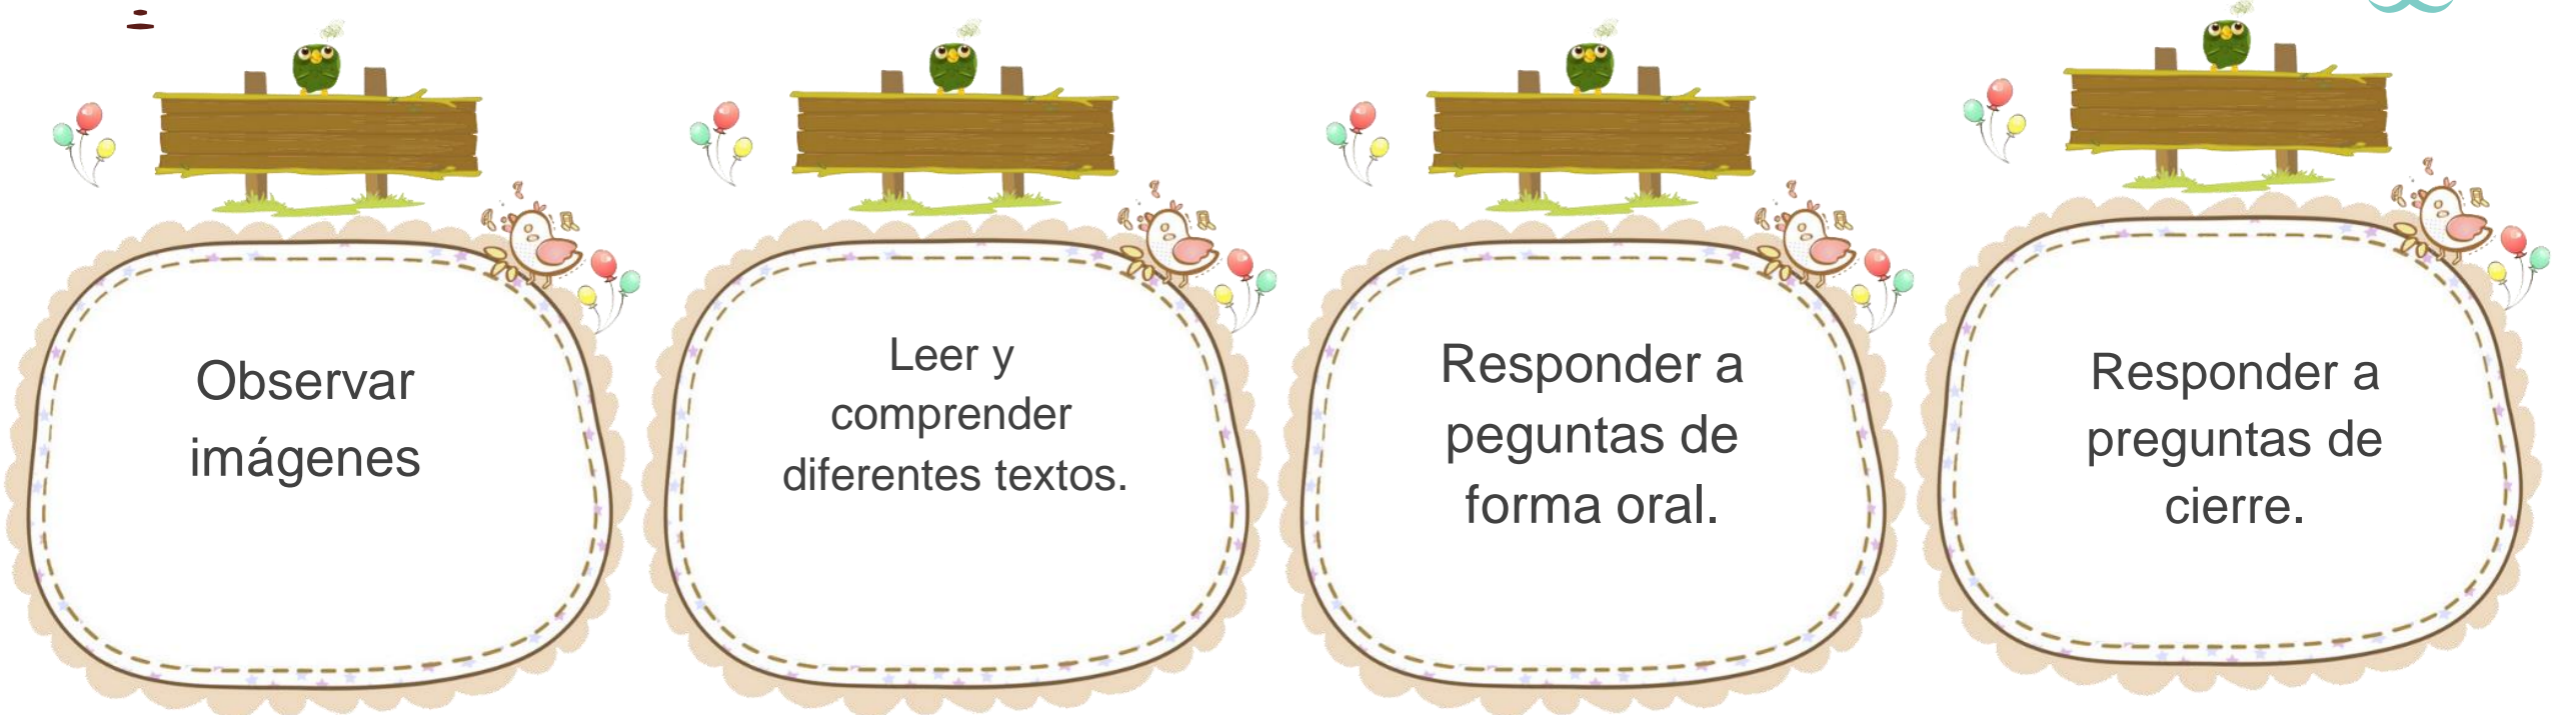 Observar
imágenes
Leer y
comprender
diferentes textos.
Responder a
peguntas de
forma oral.
Responder a
preguntas de
cierre.